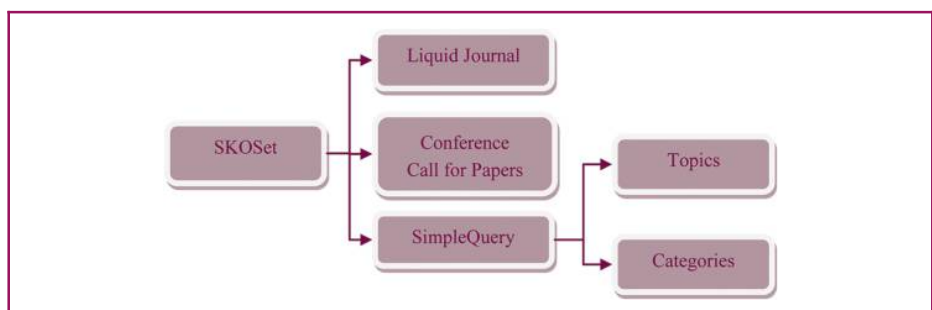 SKOSet
Liquid Journal
Conference
Call for Papers
SimpleQuery
Topics
Categories